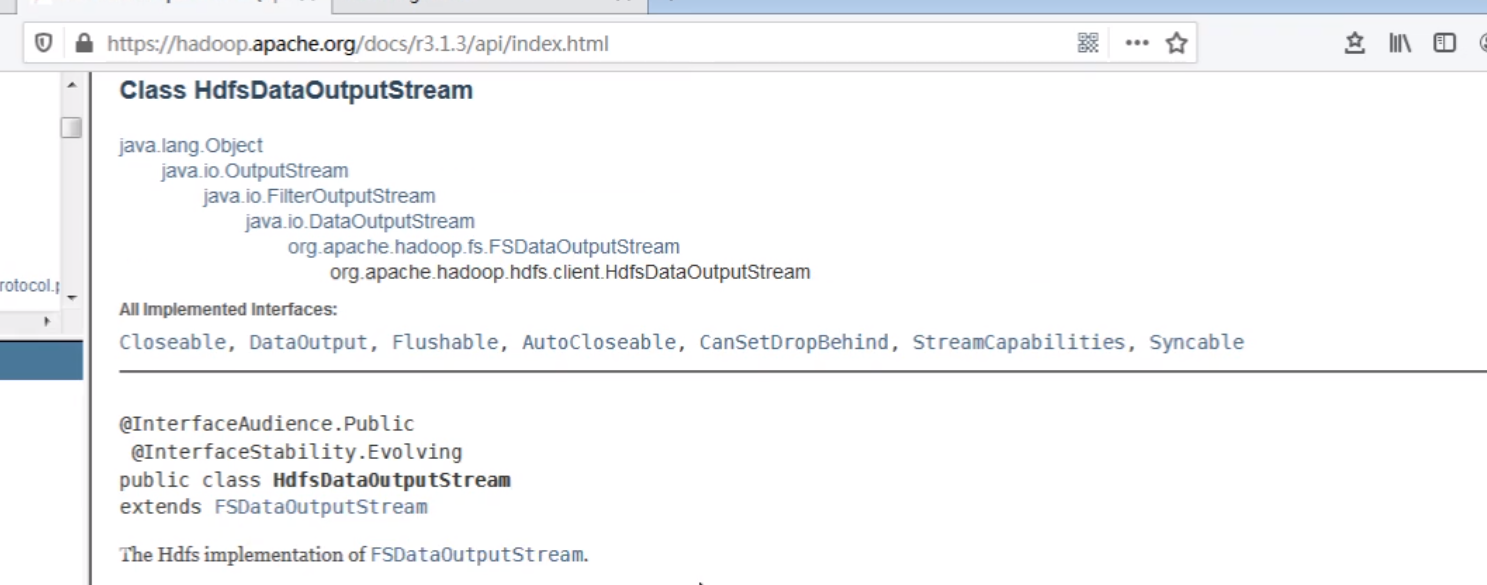 https://hadoop.apache.org/docs/r3.1.3/api/index.html
Class HdfsDataOutputStream
java.lang.Object
java.io.OutputStream
java.io.FilterOutputStream
java.io.DataOutputStream
org.apache.hadoop.fs.FSDataOutputStream
org.apache.hadoop.hdfs.client.HdfsDataOutputStream
All Implemented Interfaces:
Closeable, DataOutput, Flushable, AutoCloseable, CanSetDropBehind, StreamCapabilities, Syncable
@InterfaceAudience.Public
@InterfaceStability.Evolving
public class HdfsDataOutputStream
extends FSDataOutputStream
The Hdfs implementation of FSDataOutputStream.